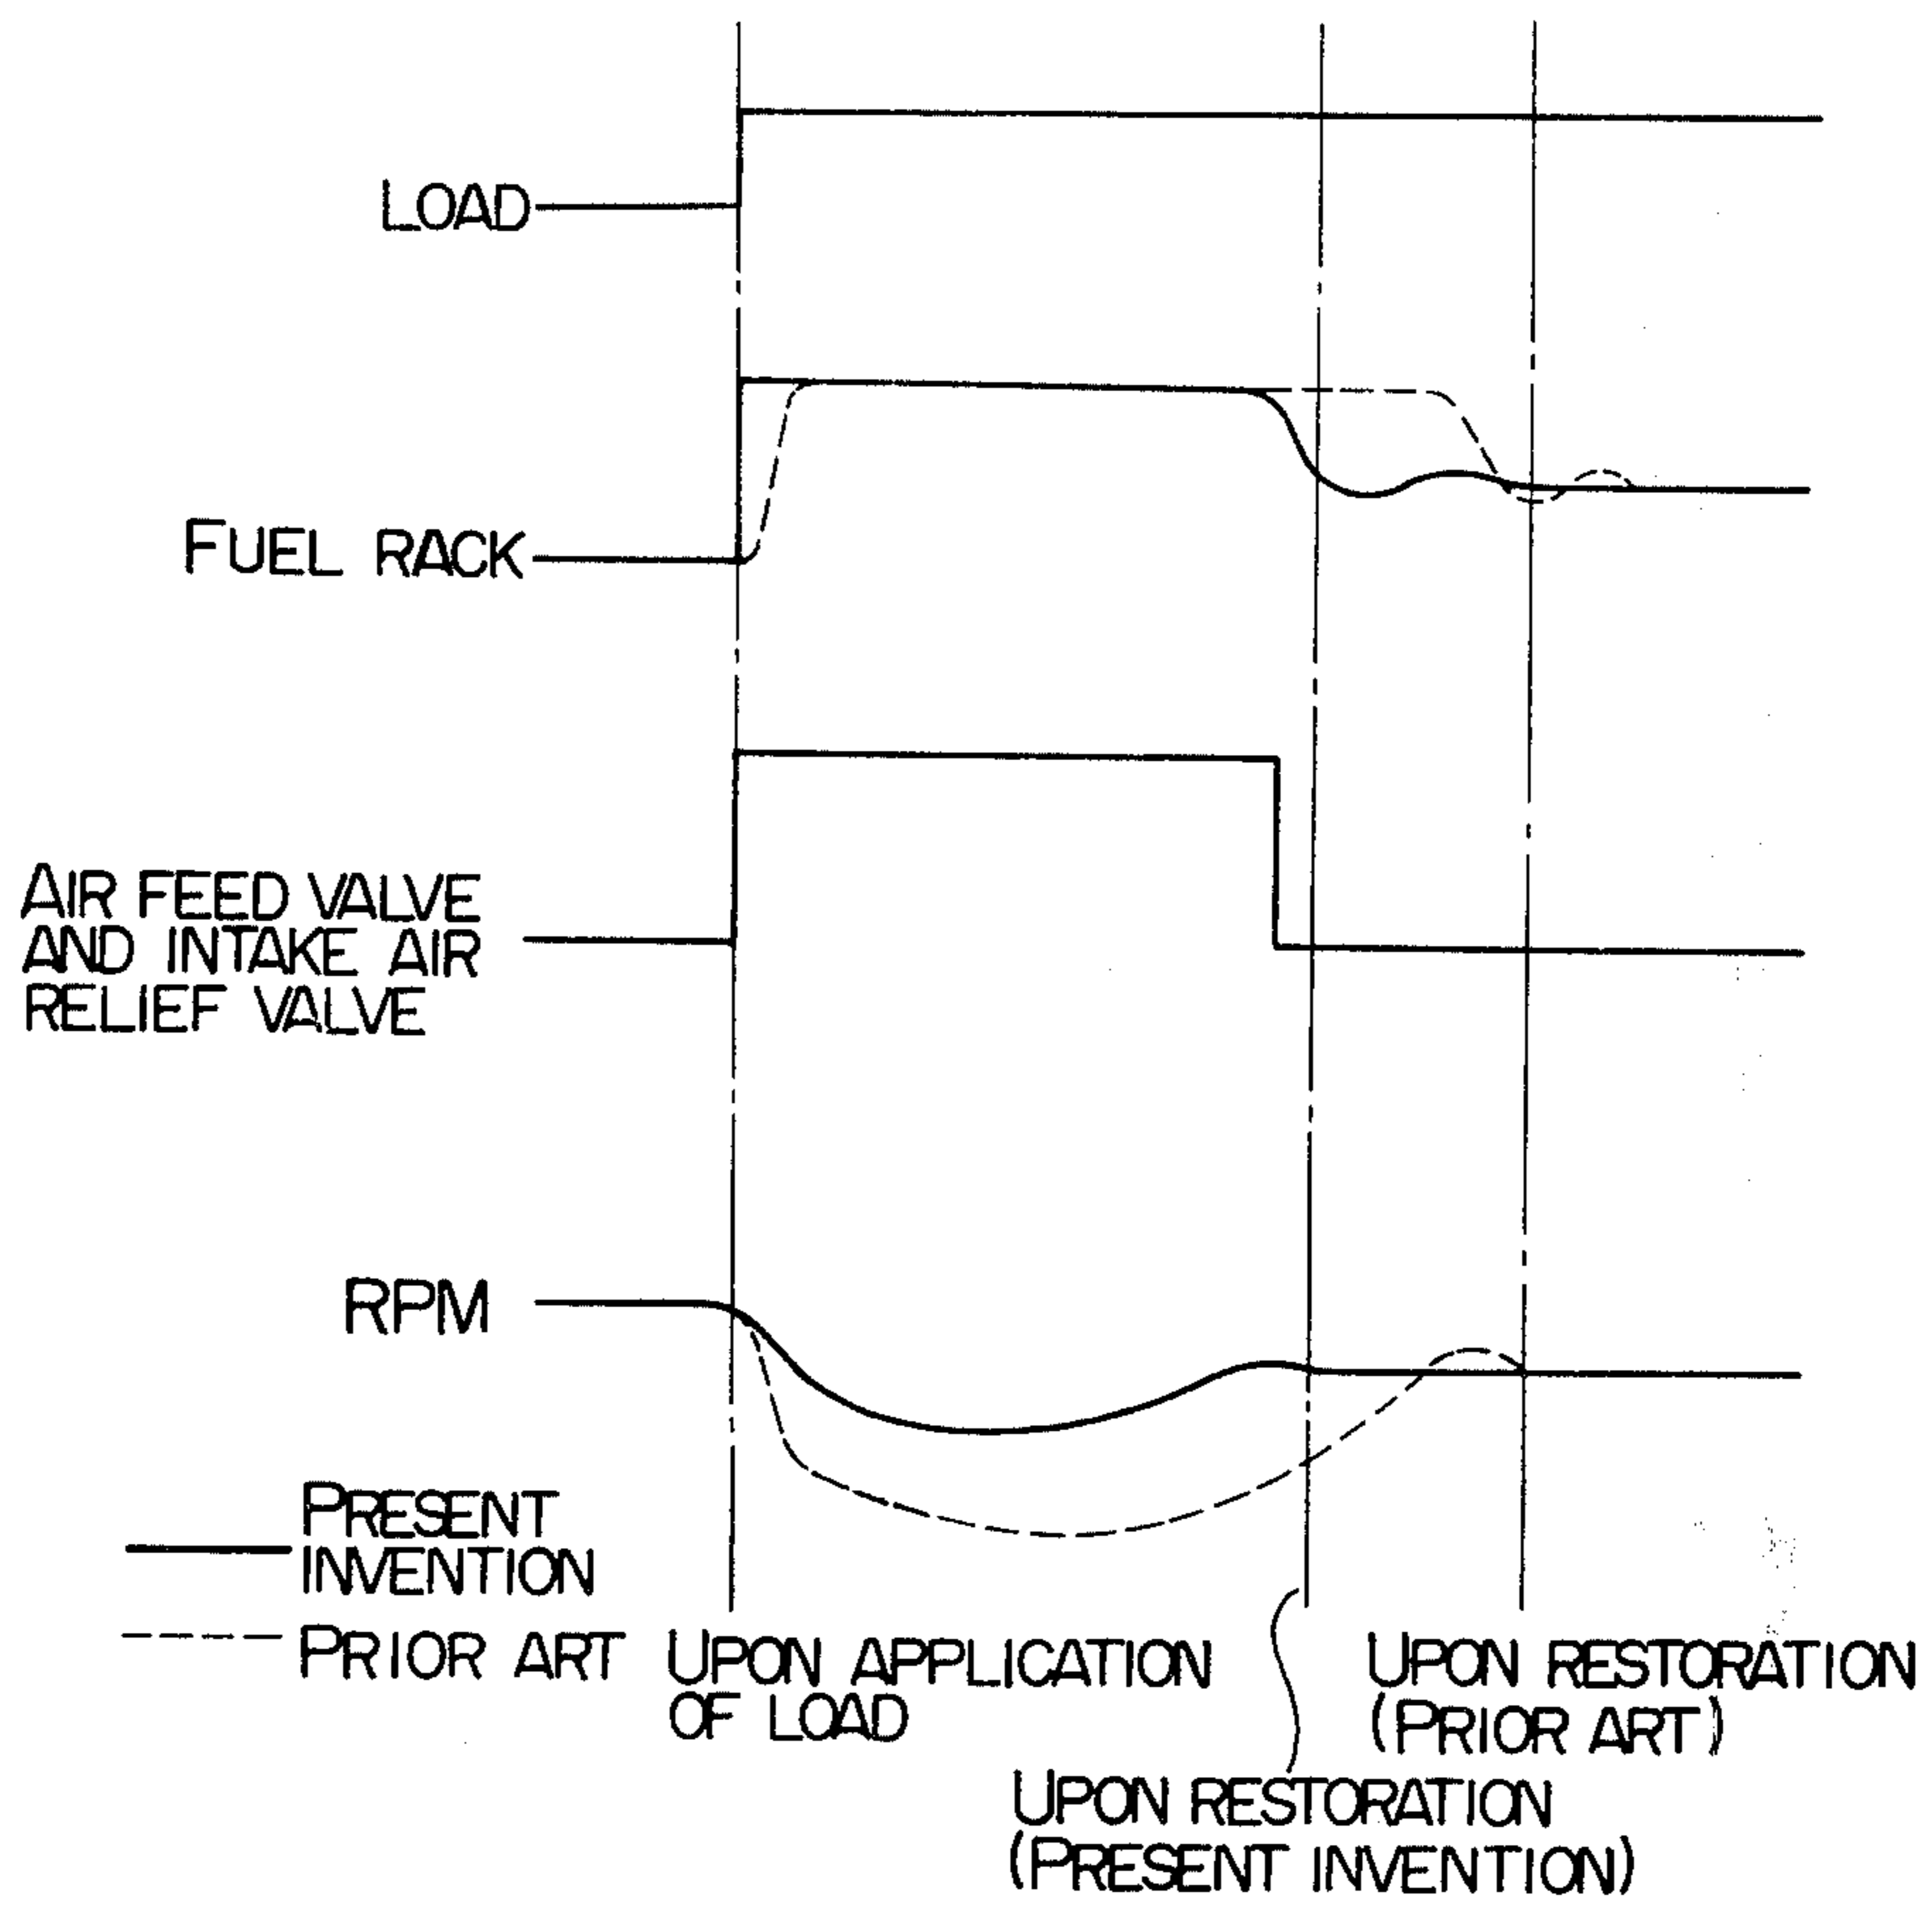 LOAD
FUEL RACK
AIR FEED VALVE
AND INTAKE AIR
RELIEF VALVE
RPM
PRESENT
INVENTION
PRIOR ART
UPON APPLICATION
OF LOAD
UPON RESTORATION
(PRIOR ART)
UPON RESTORATION
(PRESENT INVENTION)